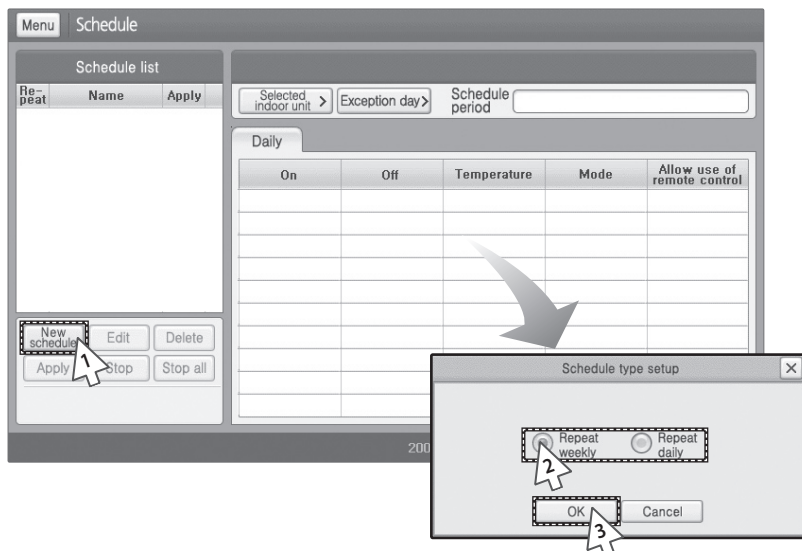 Menu Schedule
Schedule list
Re-
peat Name Apply
Selected
indoor unit > Exception day> Schedule
period
Daily
On Off Temperature Mode Allow use of
remote control
New
schedule Edit Delete
Apply Stop Stop all
1
200
Schedule type setup X
Repeat
weekly Repeat
daily
2
OK Cancel
3